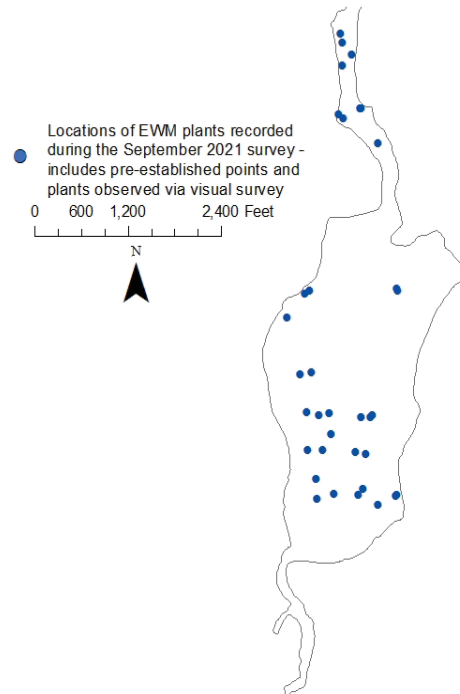 Locations of EWM plants recorded
during the September 2021 survey -
includes pre-established points and
plants observed via visual survey
0 600 1,200 2,400 Feet
N